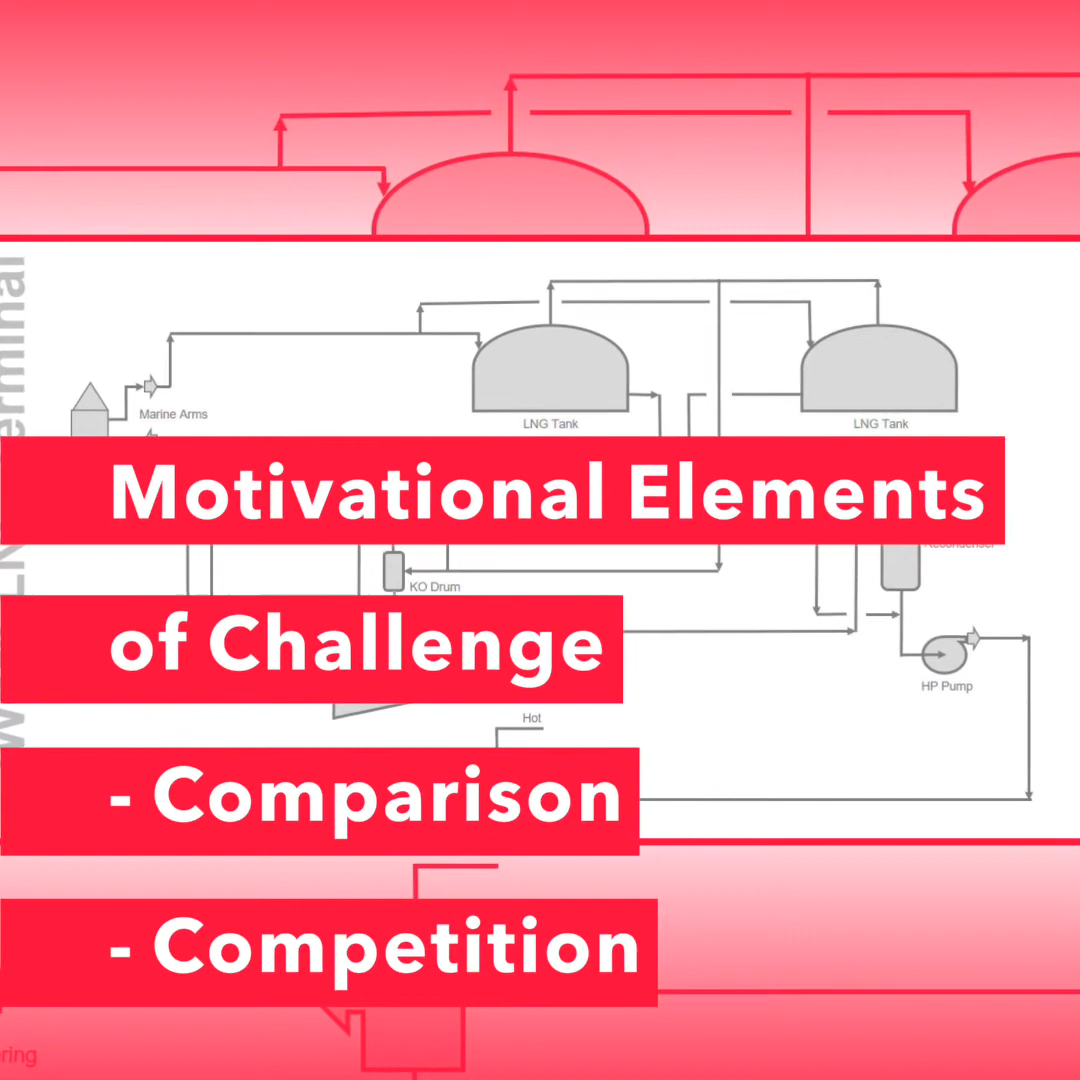 Marine Arms
LNG Tank
LNG Tank
Motivational Elements
KO Drum
of Challenge
HP Pump
Hot
- Comparison
- Competition